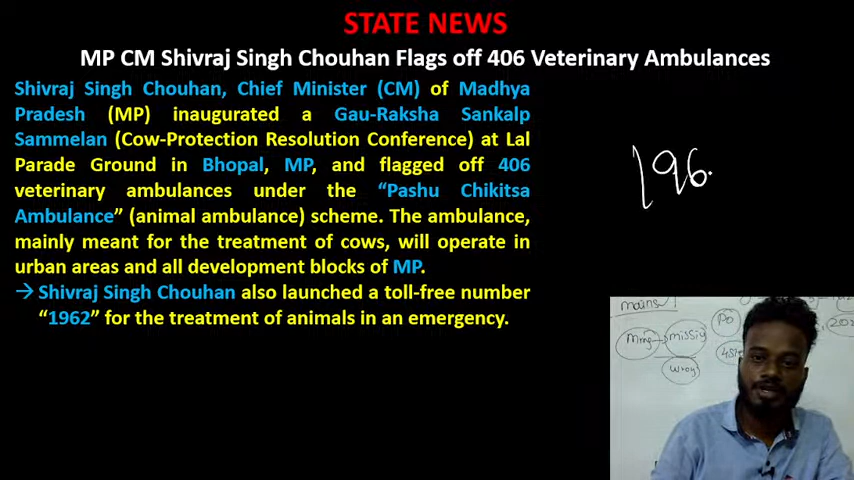 STATE NEWS
MP CM Shivraj Singh Chouhan Flags off 406 Veterinary Ambulances
Shivraj Singh Chouhan, Chief Minister (CM) of Madhya
Pradesh (MP) inaugurated a Gau-Raksha Sankalp
Sammelan (Cow-Protection Resolution Conference) at Lal
Parade Ground in Bhopal, MP, and flagged off 406
veterinary ambulances under the “Pashu Chikitsa
Ambulance” (animal ambulance) scheme. The ambulance,
mainly meant for the treatment of cows, will operate in
urban areas and all development blocks of MP.
→ Shivraj Singh Chouhan also launched a toll-free number
“1962” for the treatment of animals in an emergency.
196
mains
PO
missing